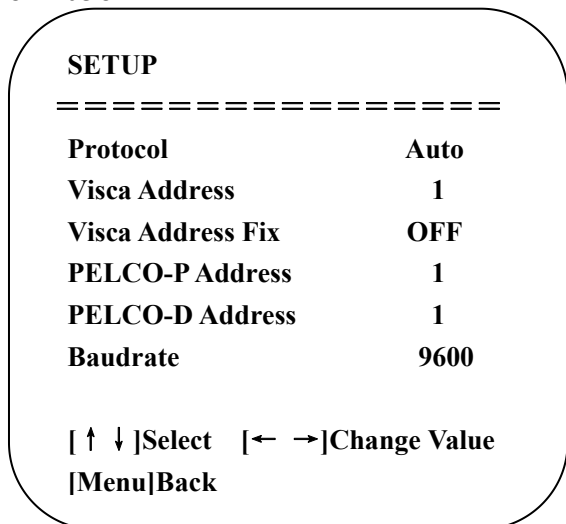 SETUP
================
Protocol Auto
Visca Address 1
Visca Address Fix OFF
PELCO-P Address 1
PELCO-D Address 1
Baudrate 9600
[ ↑ ↓ ]Select [← →]Change Value
[Menu]Back